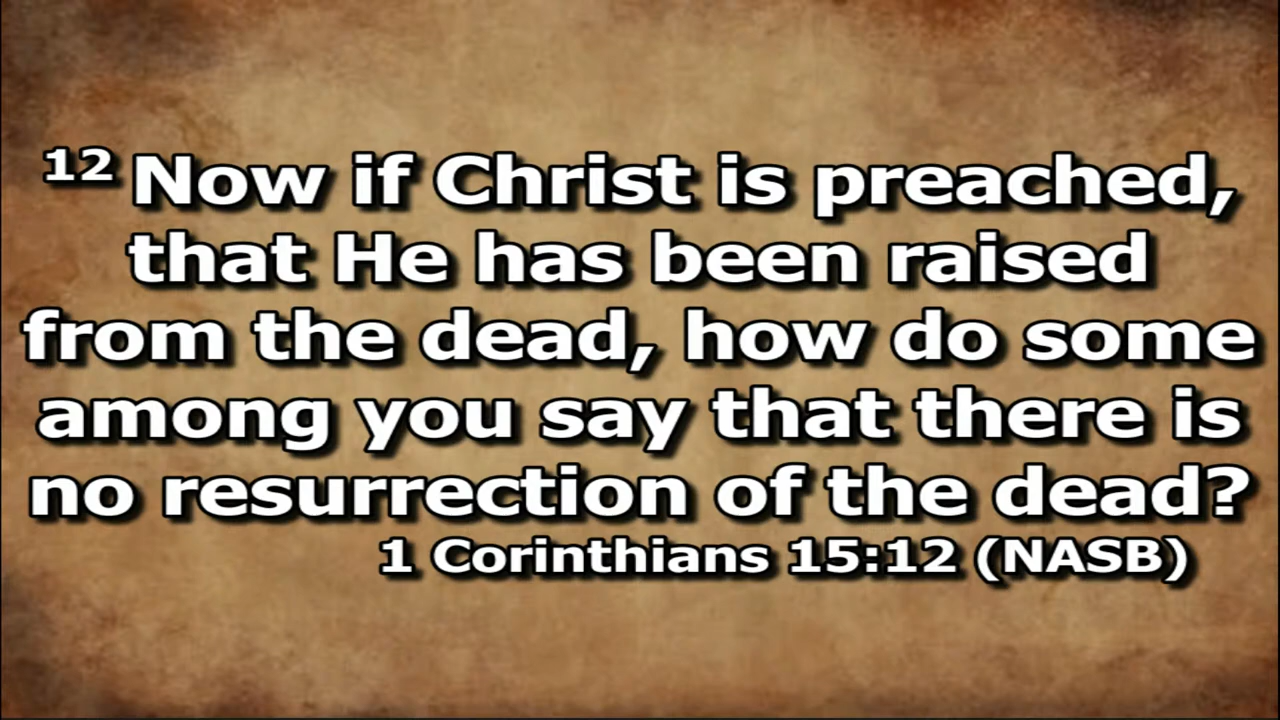 12 Now if Christ is preached,
that He has been raised
from the dead, how do some
among you say that there is
no resurrection of the dead?
1 Corinthians 15:12 (NASB)